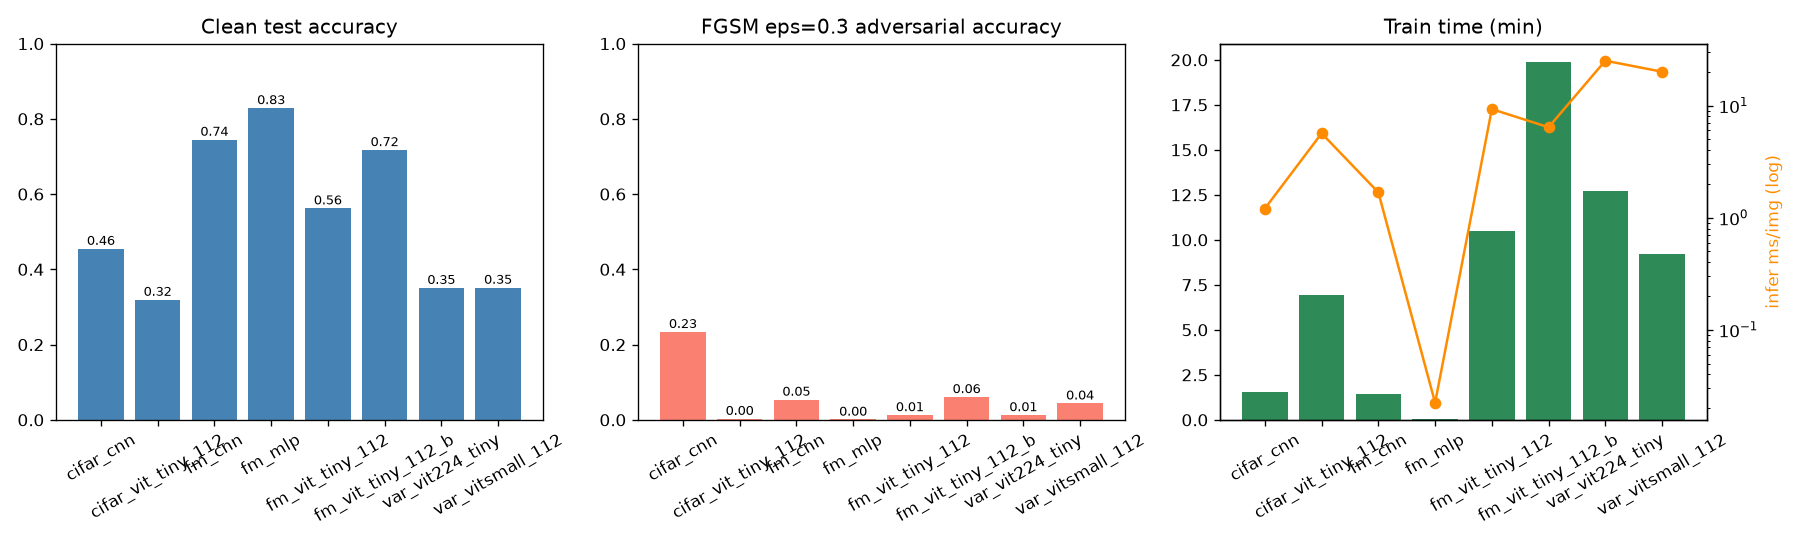 Clean test accuracy
1.0
0.8
0.6
0.4
0.2
0.0
0.46
0.32
0.74
0.83
0.56
0.72
0.35
0.35
cifar_cnn
cifar_vit_tiny_112
fm_cnn
fm_mlp
fm_vit_tiny_112
fm_vit_tiny_112_b
var_vit224_tiny
var_vitsmall_112
FGSM eps=0.3 adversarial accuracy
1.0
0.8
0.6
0.4
0.2
0.0
0.23
0.00
0.05
0.00
0.01
0.06
0.01
0.04
cifar_cnn
cifar_vit_tiny_112
fm_cnn
fm_mlp
fm_vit_tiny_112
fm_vit_tiny_112_b
var_vit224_tiny
var_vitsmall_112
Train time (min)
20.0
17.5
15.0
12.5
10.0
7.5
5.0
2.5
0.0
10¹
10⁰
10⁻¹
infer ms/img (log)
cifar_cnn
cifar_vit_tiny_112
fm_cnn
fm_mlp
fm_vit_tiny_112
fm_vit_tiny_112_b
var_vit224_tiny
var_vitsmall_112